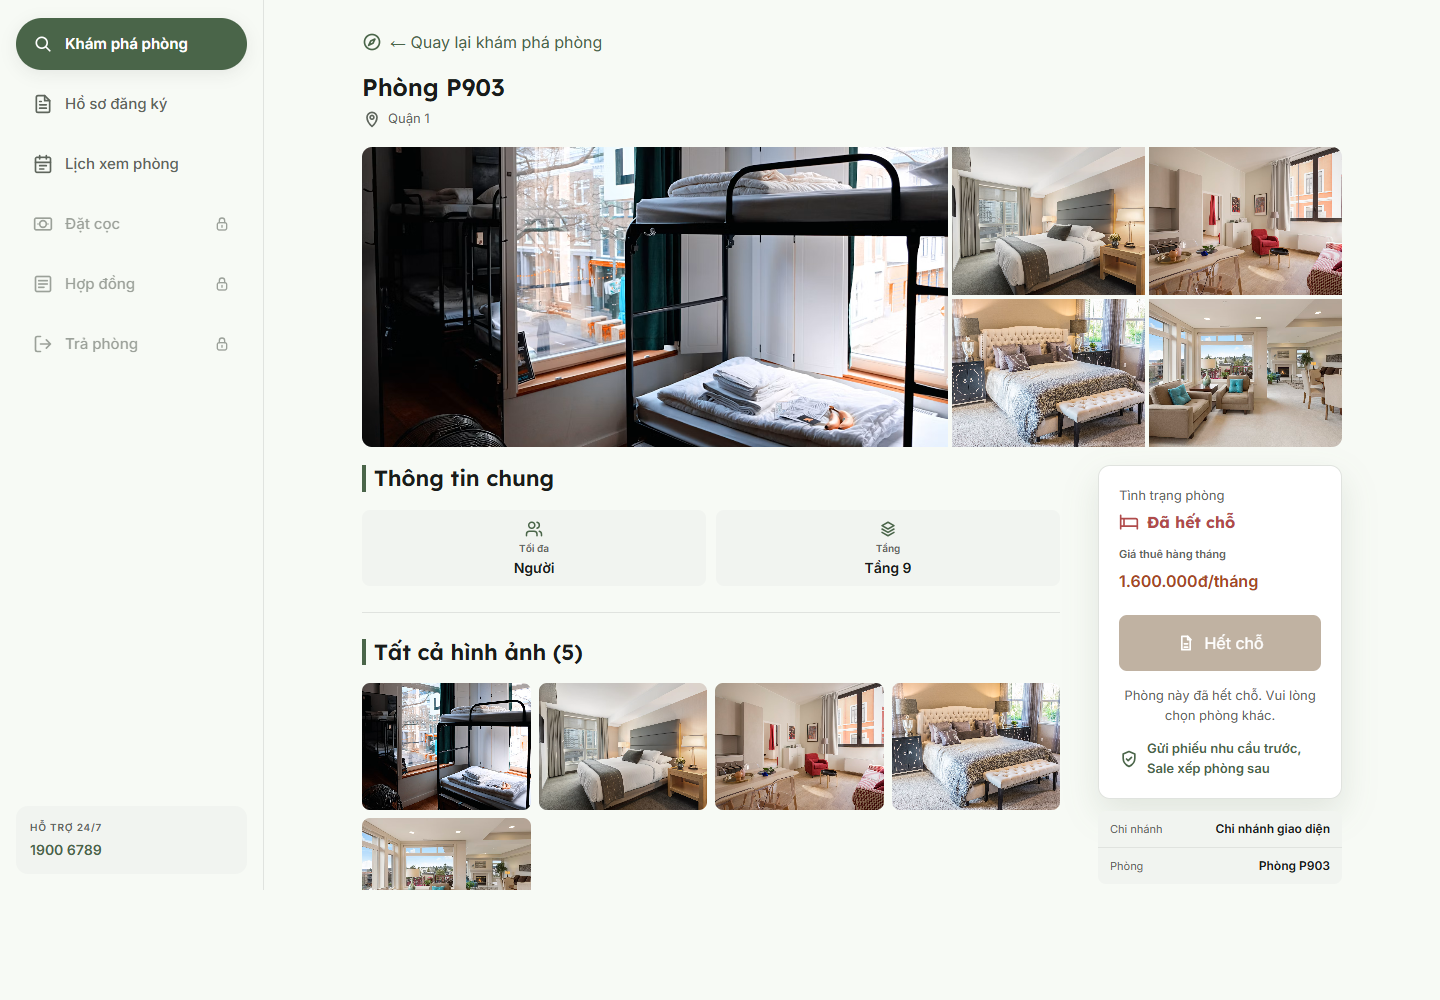 Khám phá phòng
Hồ sơ đăng ký
Lịch xem phòng
Đặt cọc
Hợp đồng
Trả phòng
HỖ TRỢ 24/7
1900 6789
← Quay lại khám phá phòng
Phòng P903
Quận 1
Thông tin chung
Tối đa
Người
Tầng
Tầng 9
Tất cả hình ảnh (5)
Tình trạng phòng
Đã hết chỗ
Giá thuê hàng tháng
1.600.000đ/tháng
Hết chỗ
Phòng này đã hết chỗ. Vui lòng
chọn phòng khác.
Gửi phiếu nhu cầu trước,
Sale xếp phòng sau
Chi nhánh
Chi nhánh giao diện
Phòng
Phòng P903